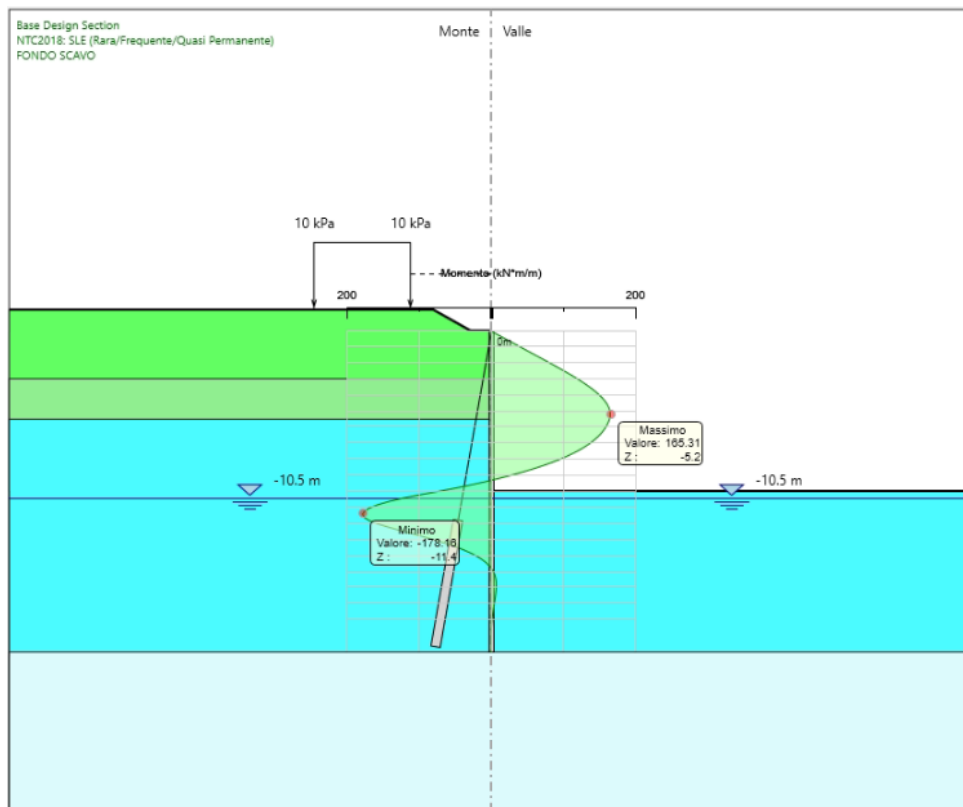 Base Design Section
NTC2018: SLE (Rara/Frequente/Quasi Permanente)
FONDO SCAVO
Monte
Valle
10 kPa
10 kPa
Momento (kN*m/m)
200
200
0m
Massimo
Valore: 165.31
Z : -5.2
-10.5 m
-10.5 m
Minimo
Valore: -178.16
Z : -11.4